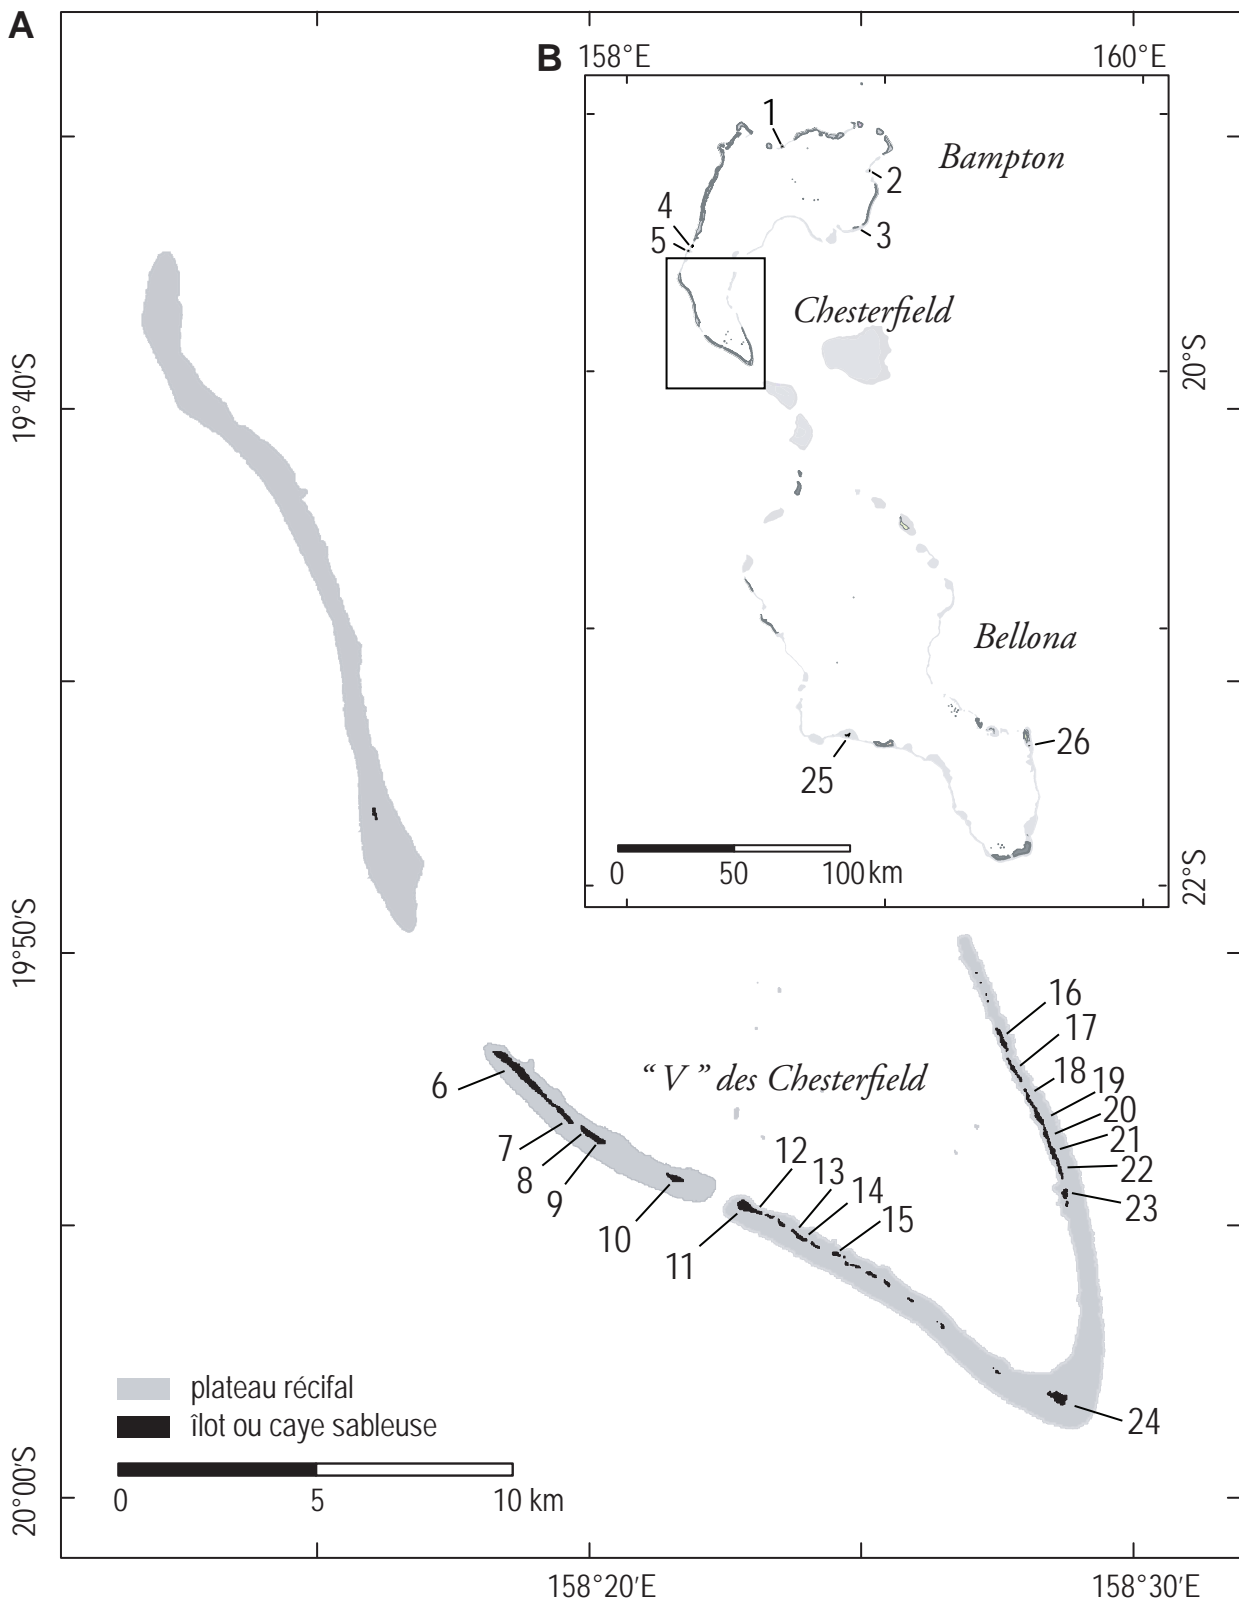 A
B
158°E
160°E
1
Bampton
2
4
3
5
Chesterfield
20°S
19°40'S
Bellona
26
25
0 50 100 km
22°S
19°50'S
16
17
“ V ” des Chesterfield
18
19
6
20
21
7
12
22
8
13
9
14
23
10
15
11
plateau récifal
îlot ou caye sableuse
24
0 5 10 km
20°00'S
158°20'E
158°30'E